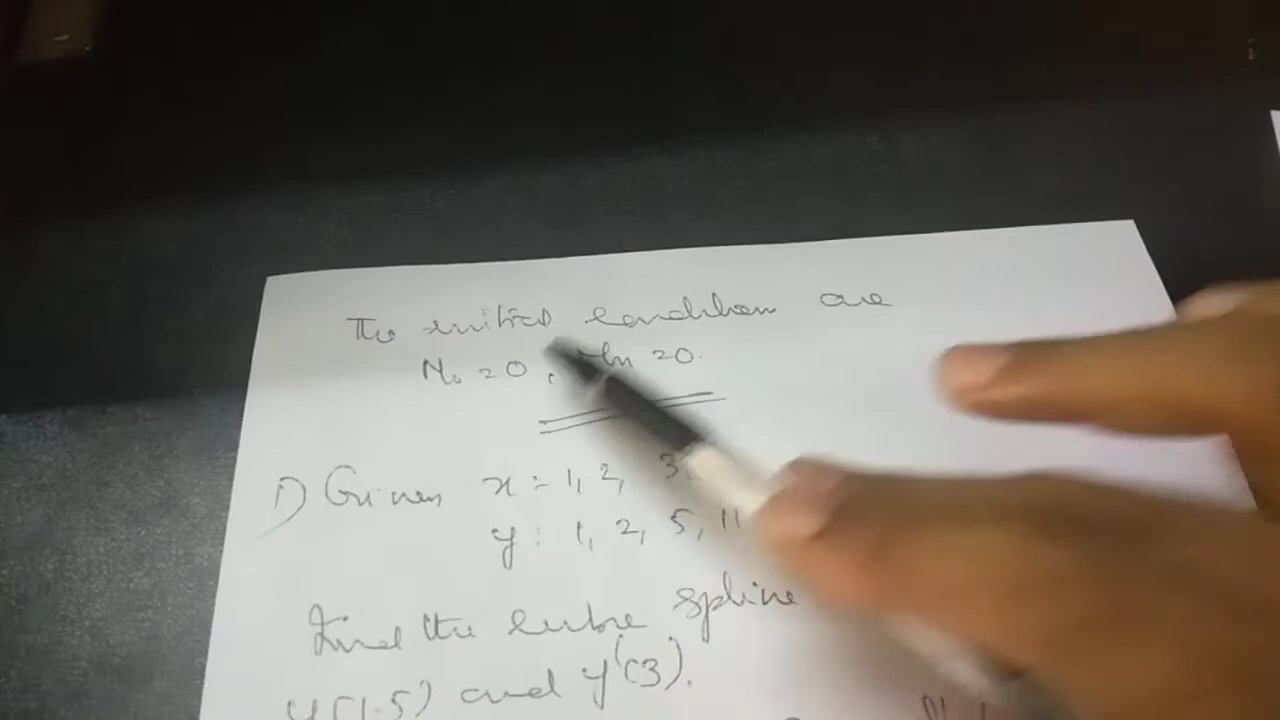 The initial condition are
M₀ = 0, Mn = 0.
1) Given x : 1, 2, 3
y : 1, 2, 5, 11
Find the cubic spline
y(1.5) and y'(3).